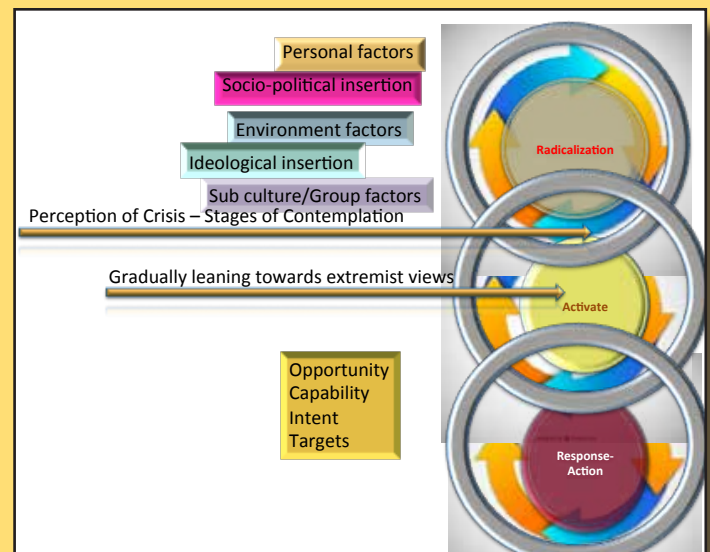 Personal factors
Socio-political insertion
Environment factors
Radicalization
Ideological insertion
Sub culture/Group factors
Perception of Crisis – Stages of Contemplation
Gradually leaning towards extremist views
Activate
Opportunity
Capability
Intent
Targets
Response-
Action